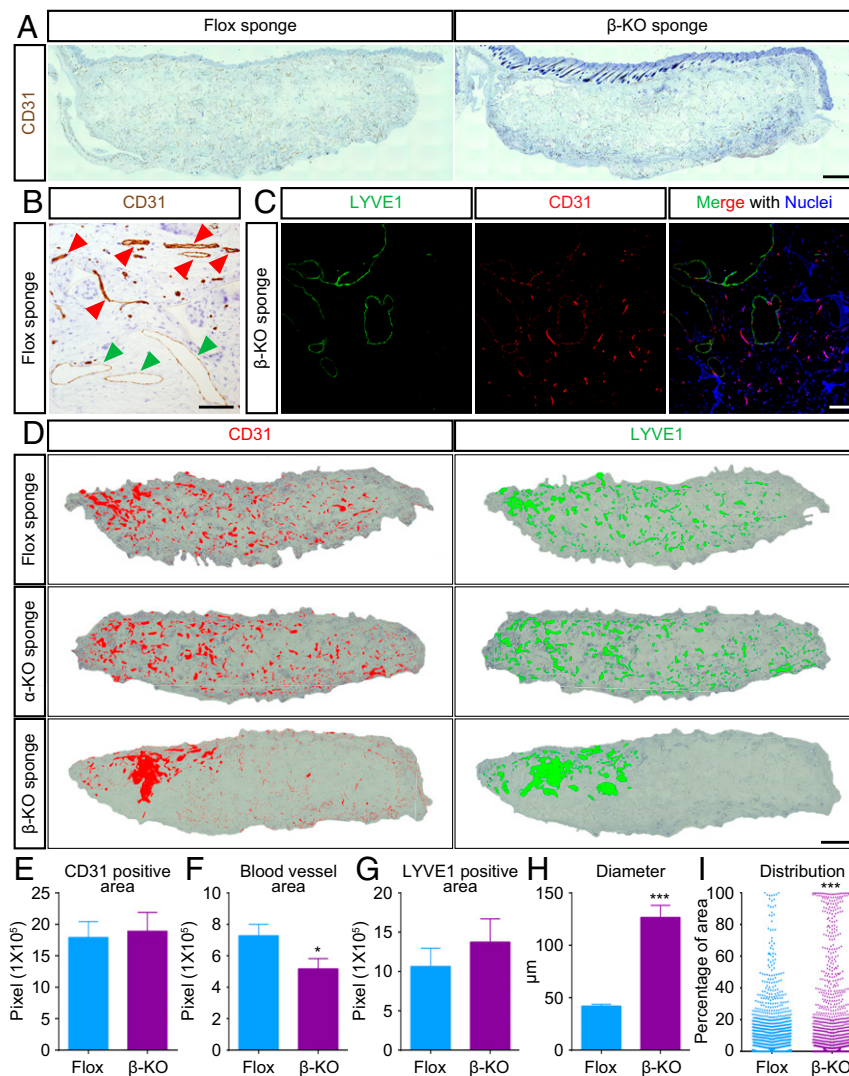 A
Flox sponge
β-KO sponge
CD31
B
CD31
Flox sponge
C
LYVE1
CD31
Merge with Nuclei
β-KO sponge
D
CD31
LYVE1
Flox sponge
α-KO sponge
β-KO sponge
E
CD31 positive
area
Pixel (1X10⁵)
25
20
15
10
5
0
Flox
β-KO
F
Blood vessel
area
Pixel (1X10⁵)
10
8
6
4
2
0
*
Flox
β-KO
G
LYVE1 positive
area
Pixel (1X10⁵)
20
15
10
5
0
Flox
β-KO
H
Diameter
µm
150
100
50
0
***
Flox
β-KO
I
Distribution
***
Percentage of area
100
80
60
40
20
0
Flox
β-KO